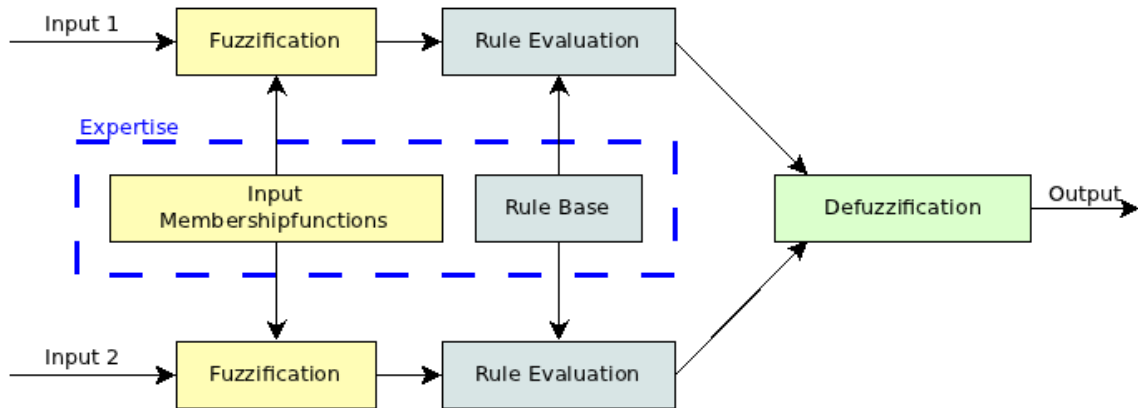 Input 1
Fuzzification
Rule Evaluation
Expertise
Input
Membershipfunctions
Rule Base
Defuzzification
Output
Input 2
Fuzzification
Rule Evaluation